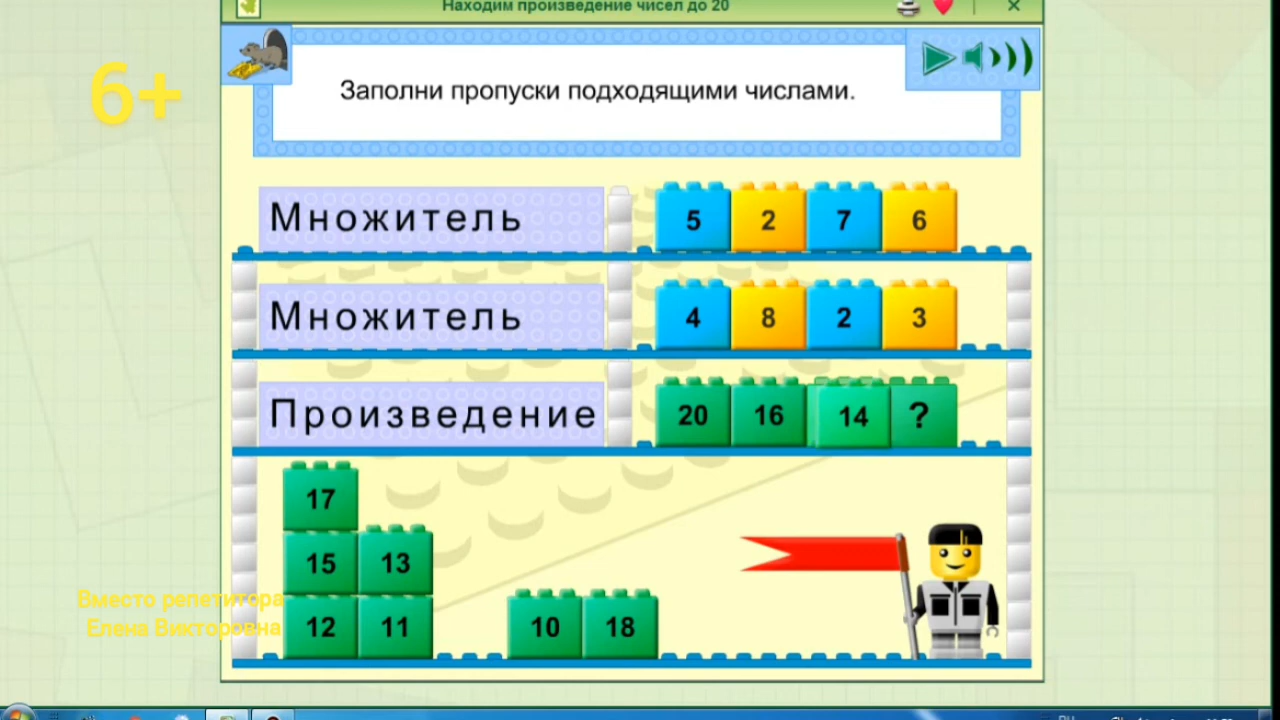 Находим произведение чисел до 20
6+
Заполни пропуски подходящими числами.
Множитель 5 2 7 6
Множитель 4 8 2 3
Произведение 20 16 14 ?
17
15 13
12 11 10 18
Вместо репетитора
Елена Викторовна